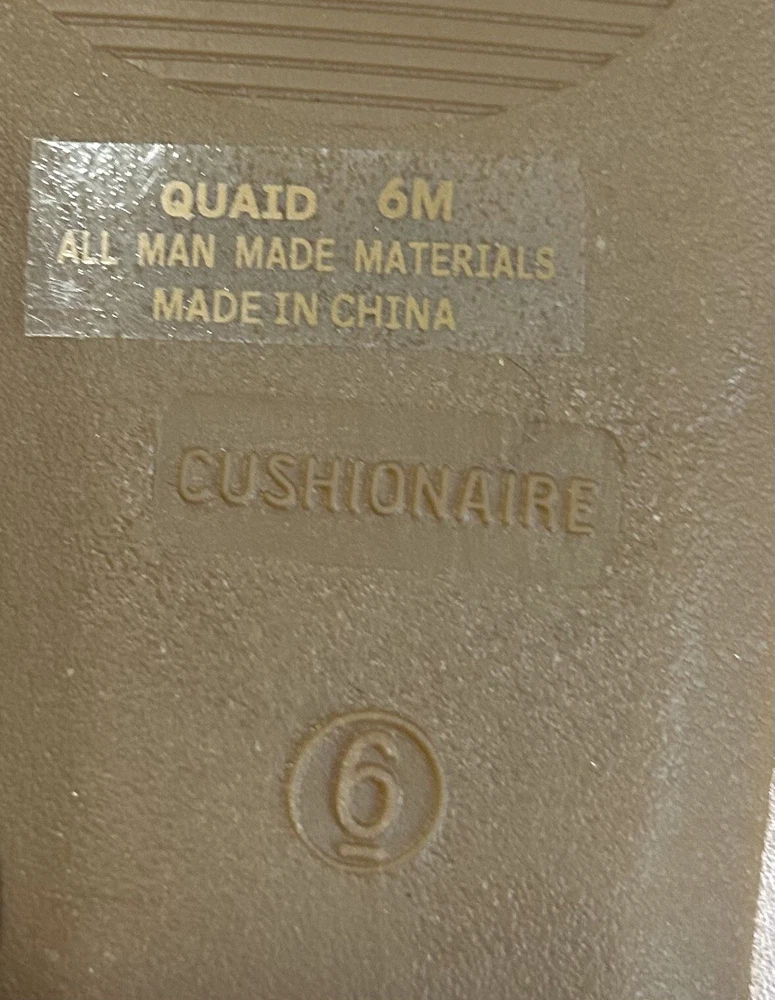 QUAID 6M
ALL MAN MADE MATERIALS
MADE IN CHINA
CUSHIONAIRE
6